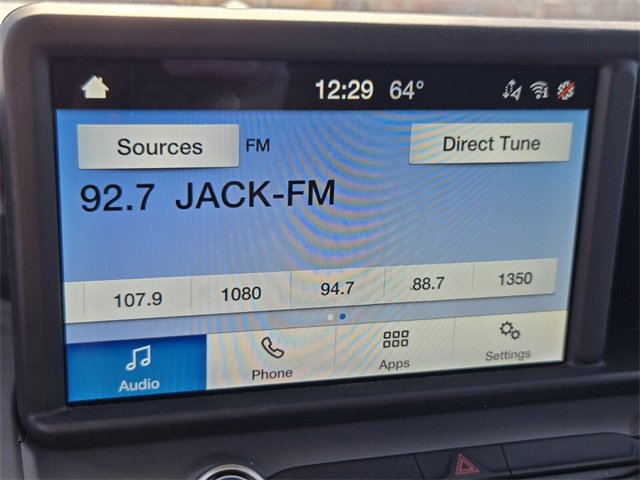 12:29 64°
Sources FM Direct Tune
92.7 JACK-FM
107.9 1080 94.7 88.7 1350
Audio Phone Apps Settings